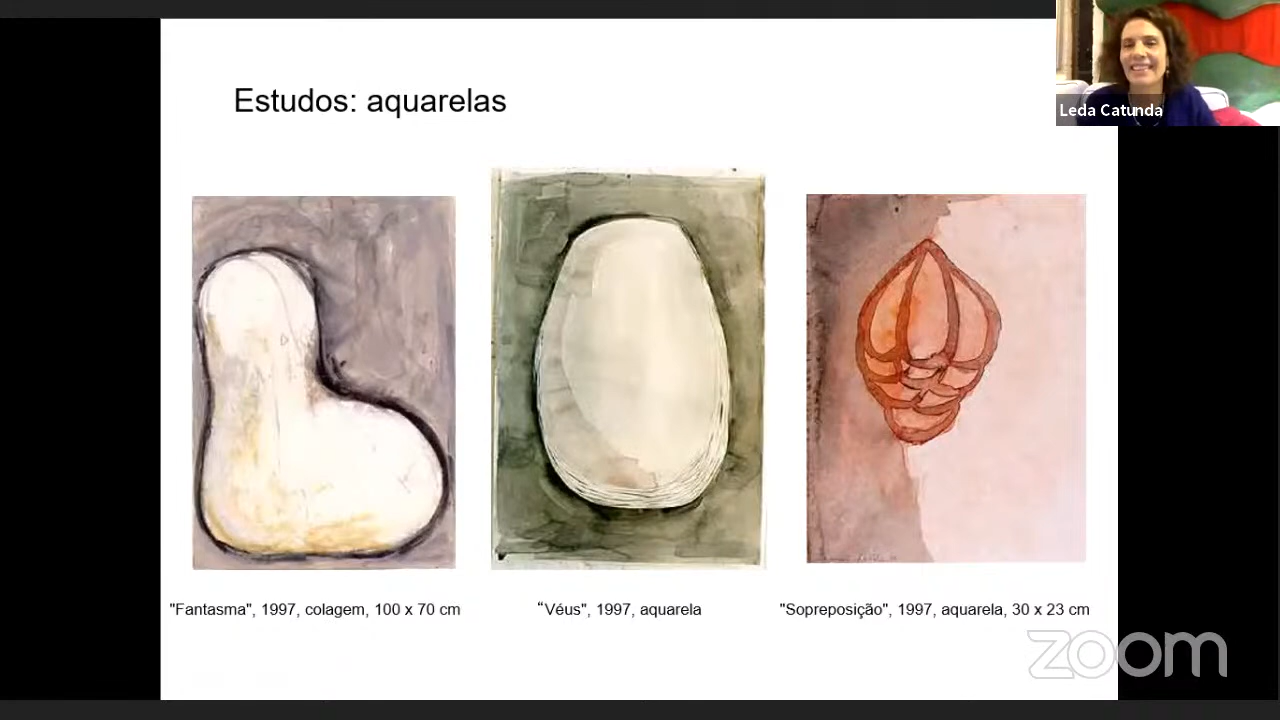 Estudos: aquarelas
Leda Catunda
"Fantasma", 1997, colagem, 100 x 70 cm
“Véus", 1997, aquarela
"Sopreposição", 1997, aquarela, 30 x 23 cm
zoom